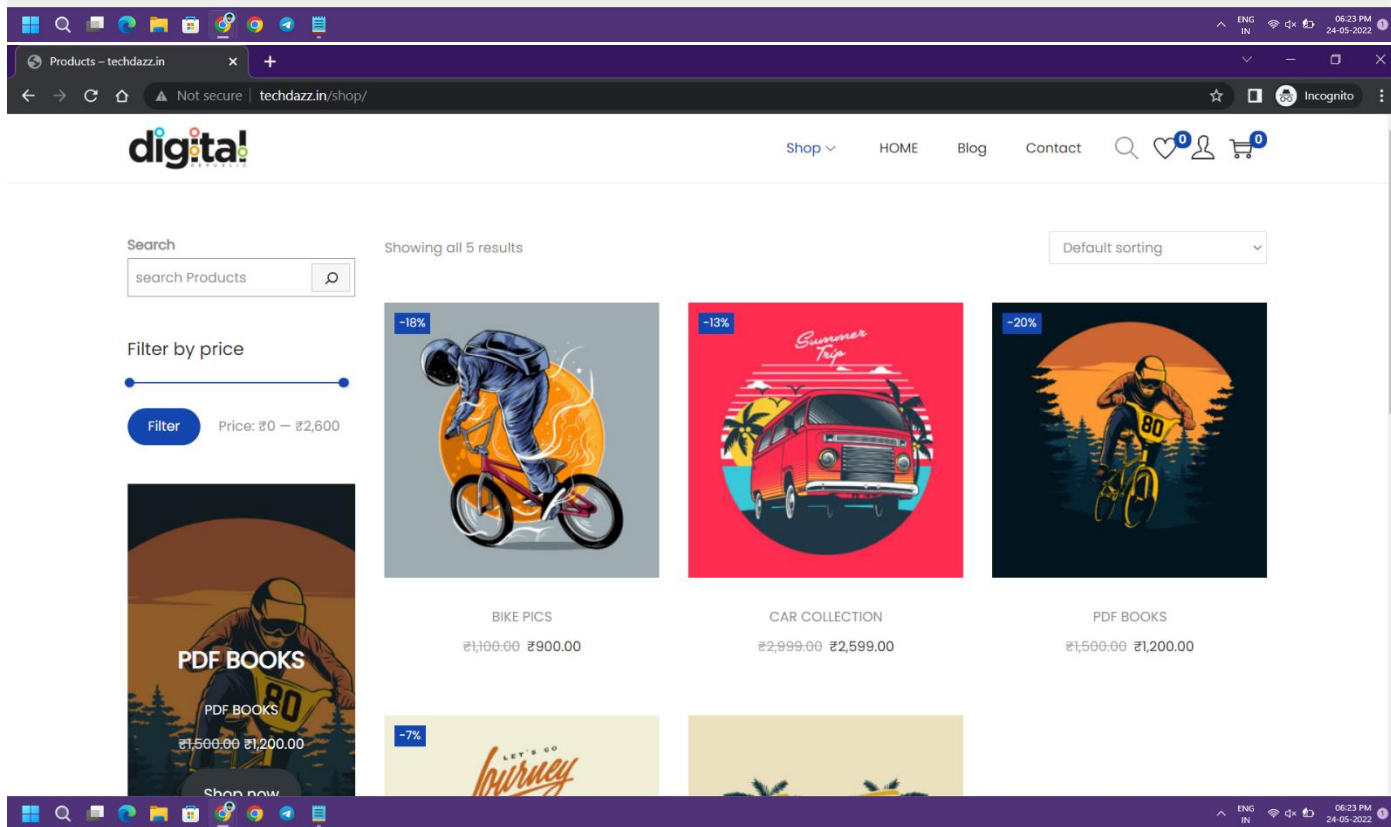 ENG
IN
06:23 PM
24-05-2022
1
Products – techdazz.in
Not secure | techdazz.in/shop/
Incognito
digital
REPUBLIC
Shop HOME Blog Contact 0 0
Search
search Products
Showing all 5 results
Default sorting
Filter by price
Filter Price: ₹0 — ₹2,600
-18% -13% -20%
Summer
Trip
80
BIKE PICS CAR COLLECTION PDF BOOKS
₹1,100.00 ₹900.00 ₹2,999.00 ₹2,599.00 ₹1,500.00 ₹1,200.00
PDF BOOKS
80
PDF BOOKS
₹1,500.00 ₹1,200.00
Shop now
-7%
LET'S GO
Journey
ENG
IN
06:23 PM
24-05-2022
1